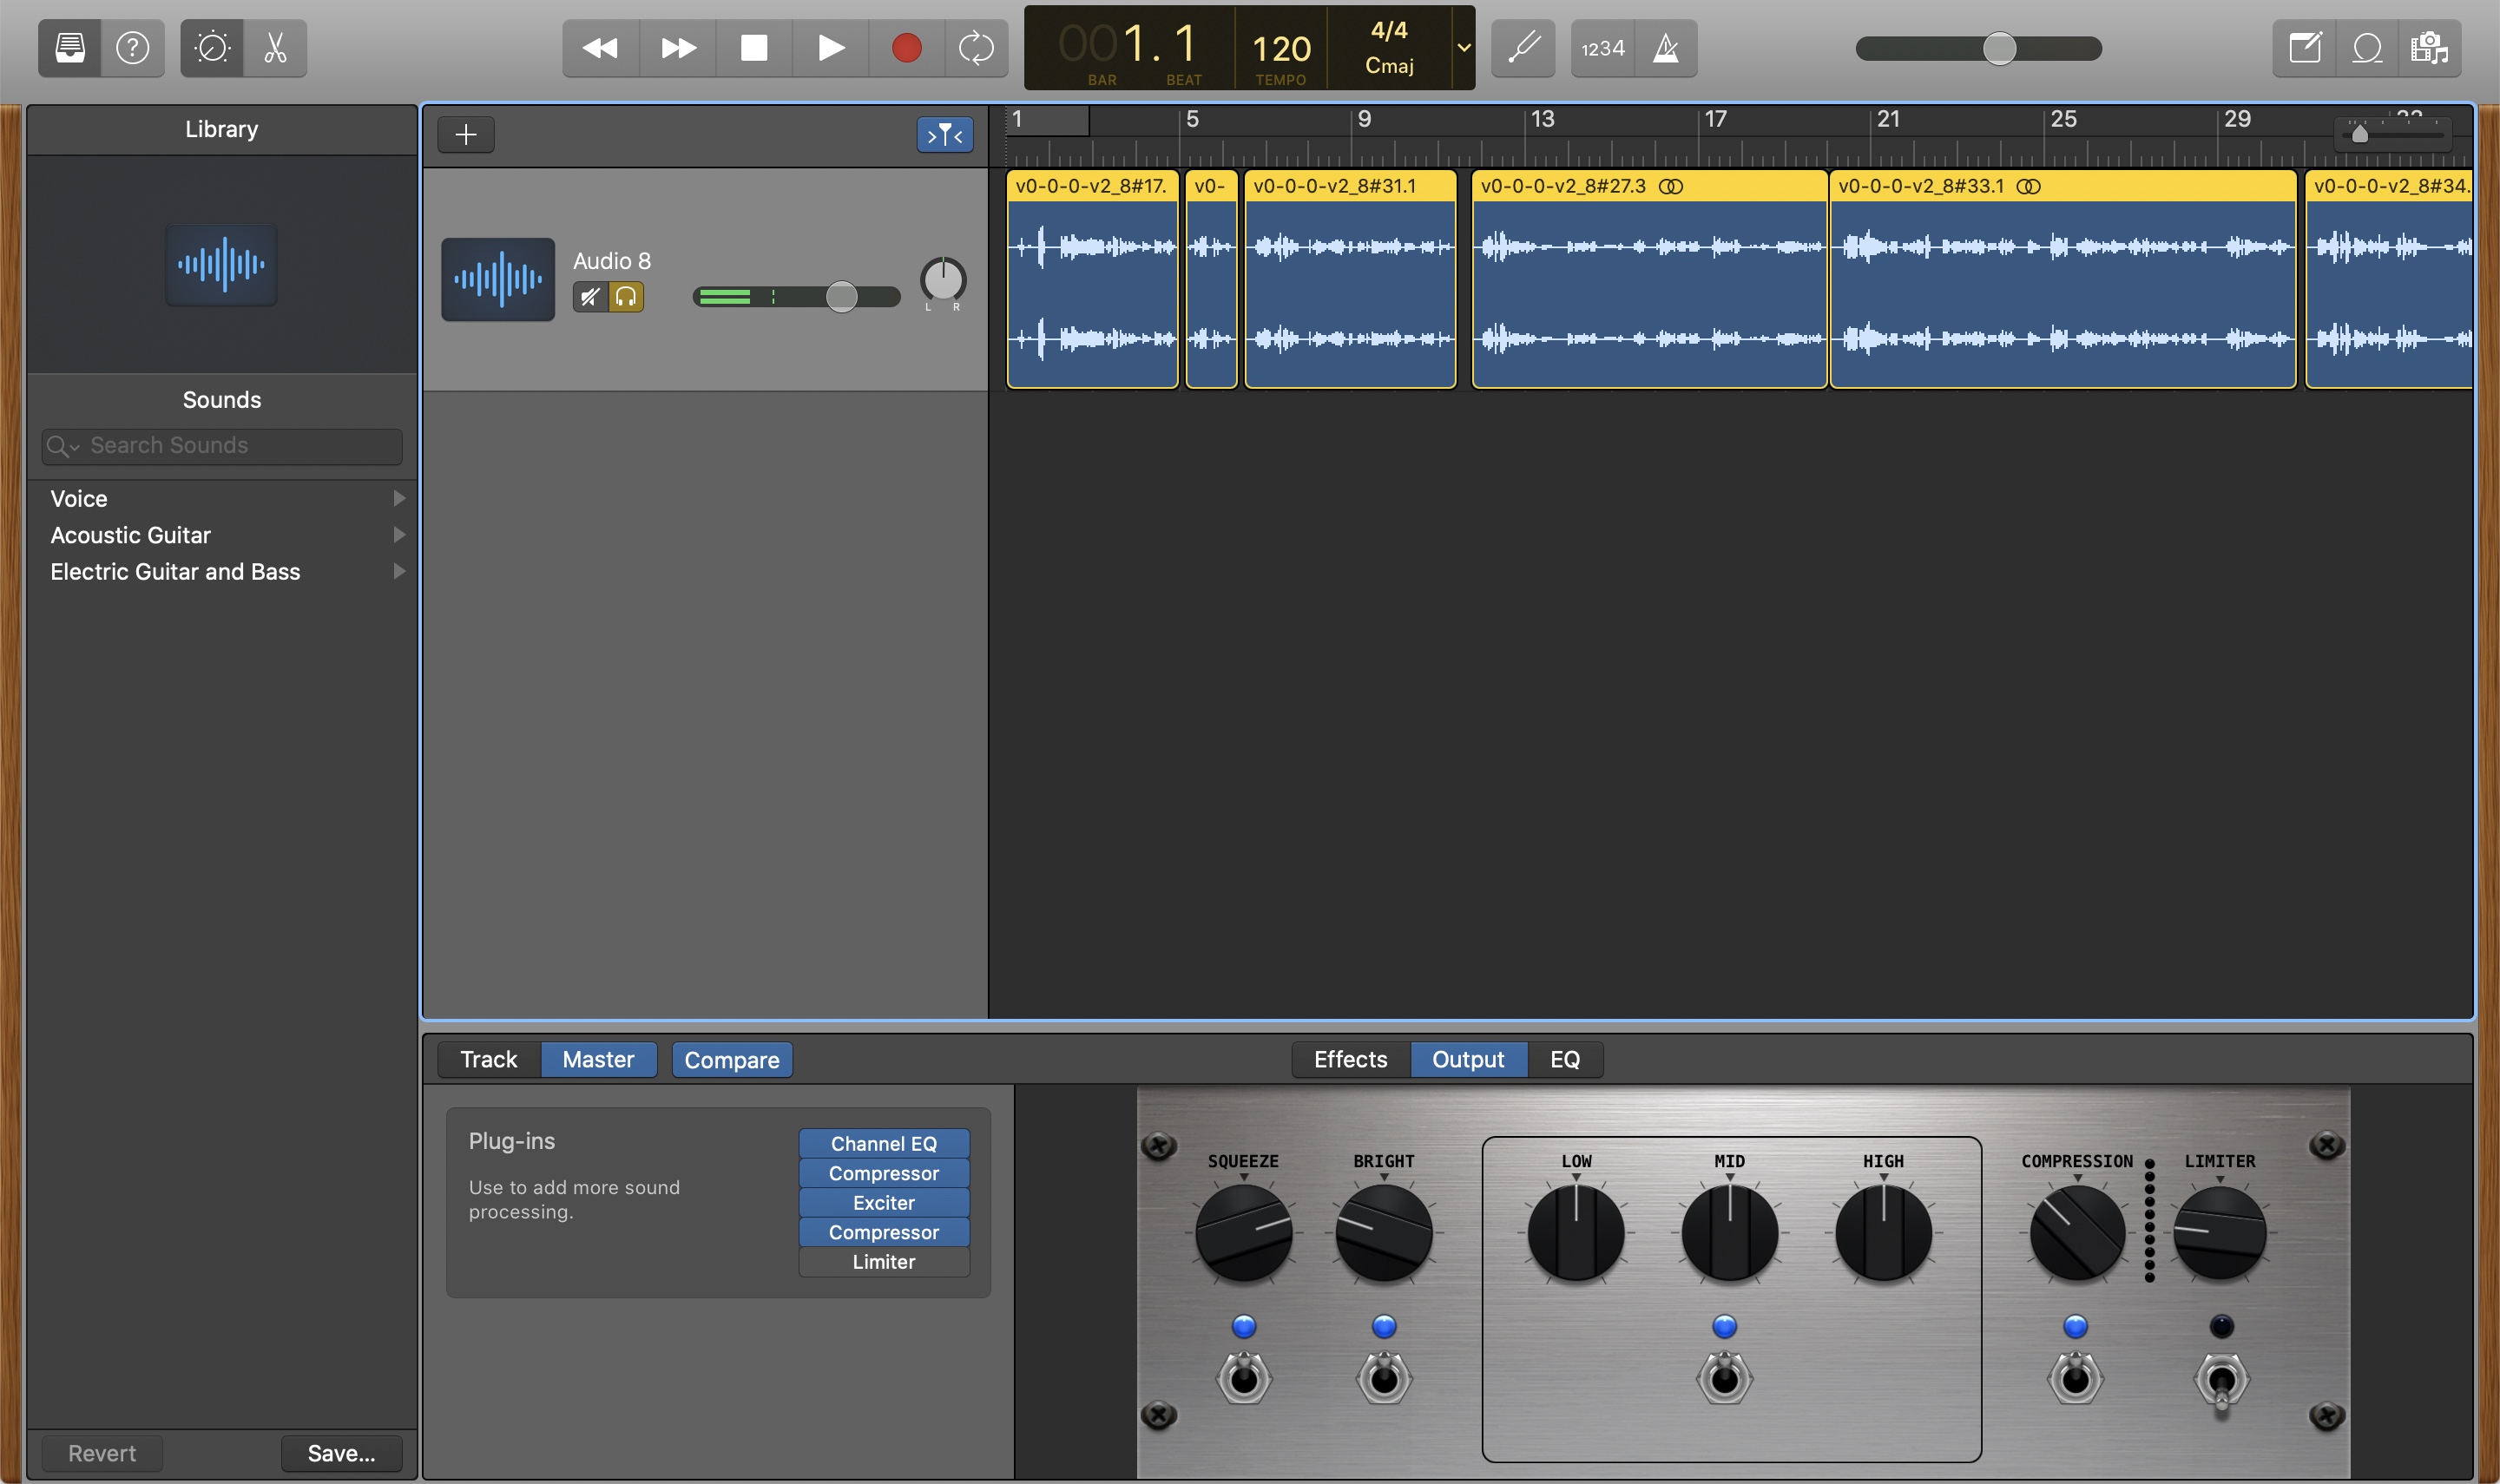 001. 1
BAR
BEAT
120
TEMPO
4/4
Cmaj
1234
Library
1
5
9
13
17
21
25
29
v0-0-0-v2_8#17.
v0-
v0-0-0-v2_8#31.1
v0-0-0-v2_8#27.3
v0-0-0-v2_8#33.1
v0-0-0-v2_8#34.
Audio 8
L
R
Sounds
Search Sounds
Voice
Acoustic Guitar
Electric Guitar and Bass
Track
Master
Compare
Effects
Output
EQ
Plug-ins
Use to add more sound
processing.
Channel EQ
Compressor
Exciter
Compressor
Limiter
SQUEEZE
BRIGHT
LOW
MID
HIGH
COMPRESSION
LIMITER
Revert
Save...